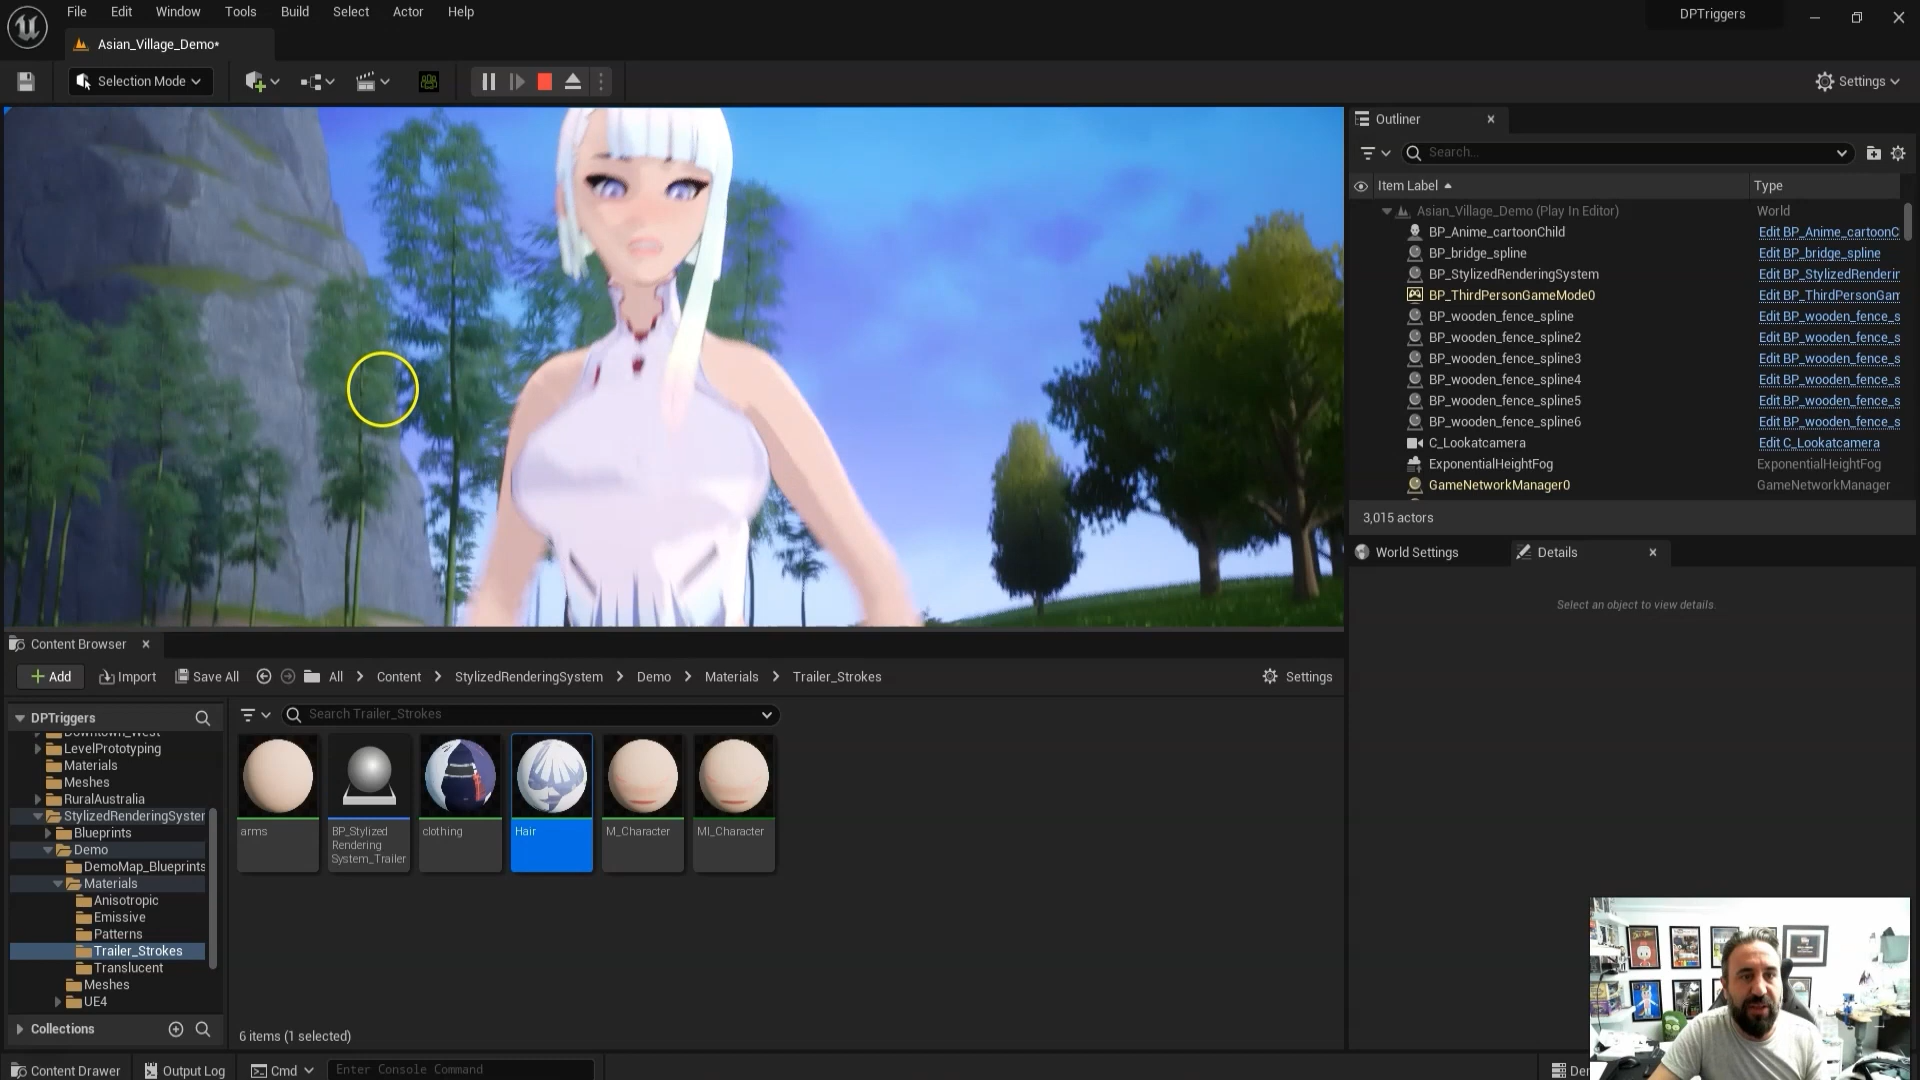 File Edit Window Tools Build Select Actor Help
DPTriggers
Asian_Village_Demo*
Selection Mode
Settings
Outliner
Search...
Item Label Type
Asian_Village_Demo (Play In Editor) World
BP_Anime_cartoonChild Edit BP_Anime_cartoonC
BP_bridge_spline Edit BP_bridge_spline
BP_StylizedRenderingSystem Edit BP_StylizedRenderin
BP_ThirdPersonGameMode0 Edit BP_ThirdPersonGam
BP_wooden_fence_spline Edit BP_wooden_fence_s
BP_wooden_fence_spline2 Edit BP_wooden_fence_s
BP_wooden_fence_spline3 Edit BP_wooden_fence_s
BP_wooden_fence_spline4 Edit BP_wooden_fence_s
BP_wooden_fence_spline5 Edit BP_wooden_fence_s
BP_wooden_fence_spline6 Edit BP_wooden_fence_s
C_Lookatcamera Edit C_Lookatcamera
ExponentialHeightFog ExponentialHeightFog
GameNetworkManager0 GameNetworkManager
3,015 actors
World Settings Details
Select an object to view details.
Content Browser
Add Import Save All All Content StylizedRenderingSystem Demo Materials Trailer_Strokes Settings
DPTriggers
Search Trailer_Strokes
Downtown_West
LevelPrototyping
Materials
Meshes
RuralAustralia
StylizedRenderingSyster
Blueprints
Demo
DemoMap_Blueprints
Materials
Anisotropic
Emissive
Patterns
Trailer_Strokes
Translucent
Meshes
UE4
Collections
arms
BP_Stylized
Rendering
System_Trailer
clothing
Hair
M_Character
MI_Character
6 items (1 selected)
Content Drawer Output Log Cmd Enter Console Command
Der